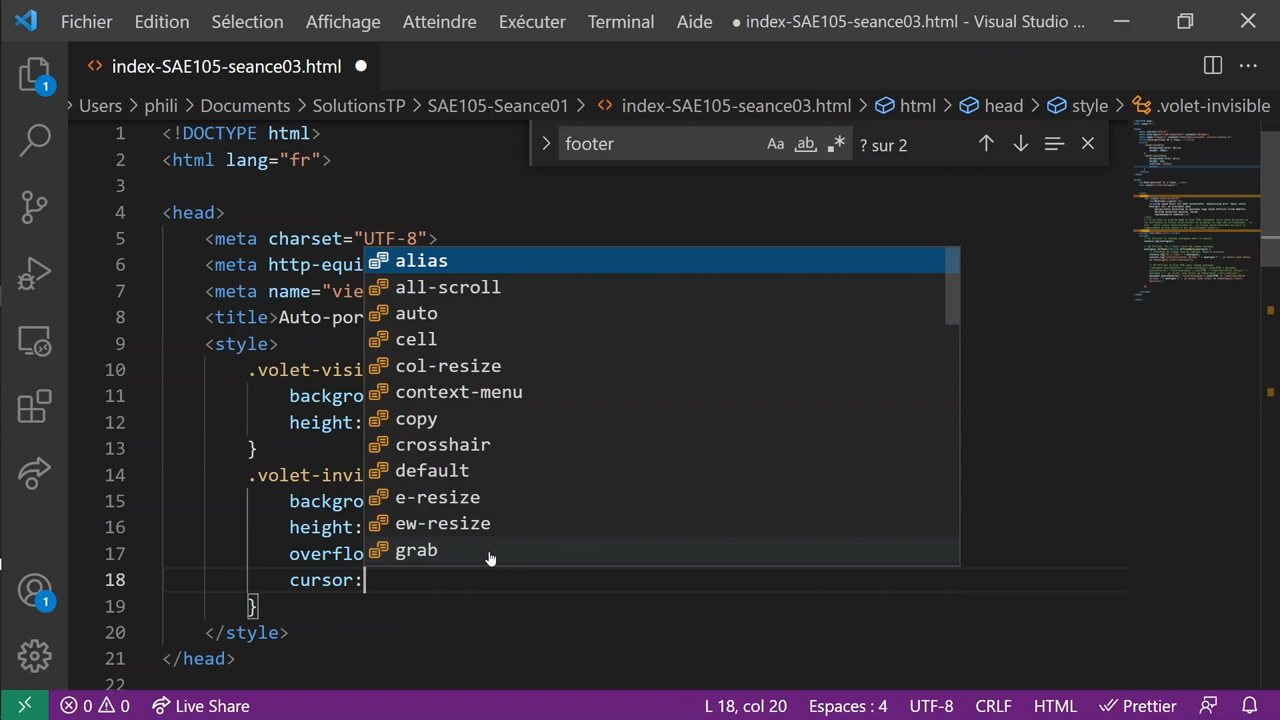 Fichier Edition Sélection Affichage Atteindre Exécuter Terminal Aide ● index-SAE105-seance03.html - Visual Studio ...
index-SAE105-seance03.html ●
Users > phili > Documents > SolutionsTP > SAE105-Seance01 > index-SAE105-seance03.html > html > head > style > .volet-invisible
footer Aa ab ? sur 2
1 <!DOCTYPE html>
2 <html lang="fr">
3
4 <head>
5 <meta charset="UTF-8">
6 <meta http-equi
7 <meta name="vie
8 <title>Auto-por
9 <style>
10 .volet-visi
11 backgro
12 height:
13 }
14 .volet-invi
15 backgro
16 height:
17 overflo
18 cursor:
19 }
20 </style>
21 </head>
22
alias
all-scroll
auto
cell
col-resize
context-menu
copy
crosshair
default
e-resize
ew-resize
grab
1
1
0 0 Live Share L 18, col 20 Espaces : 4 UTF-8 CRLF HTML Prettier